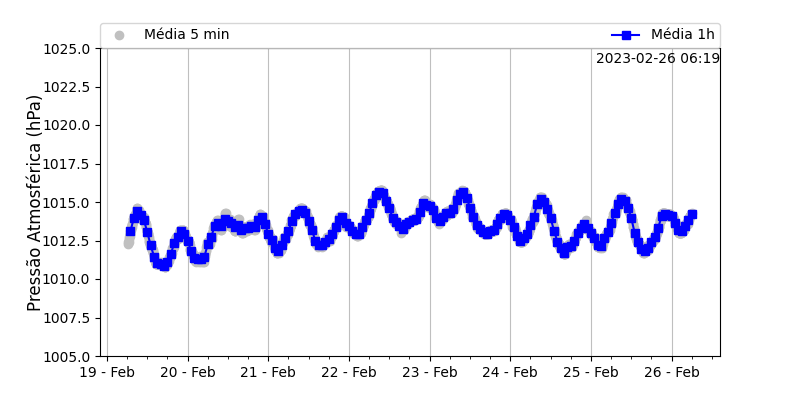 Média 5 min
Média 1h
2023-02-26 06:19
Pressão Atmosférica (hPa)
1025.0
1022.5
1020.0
1017.5
1015.0
1012.5
1010.0
1007.5
1005.0
19 - Feb
20 - Feb
21 - Feb
22 - Feb
23 - Feb
24 - Feb
25 - Feb
26 - Feb